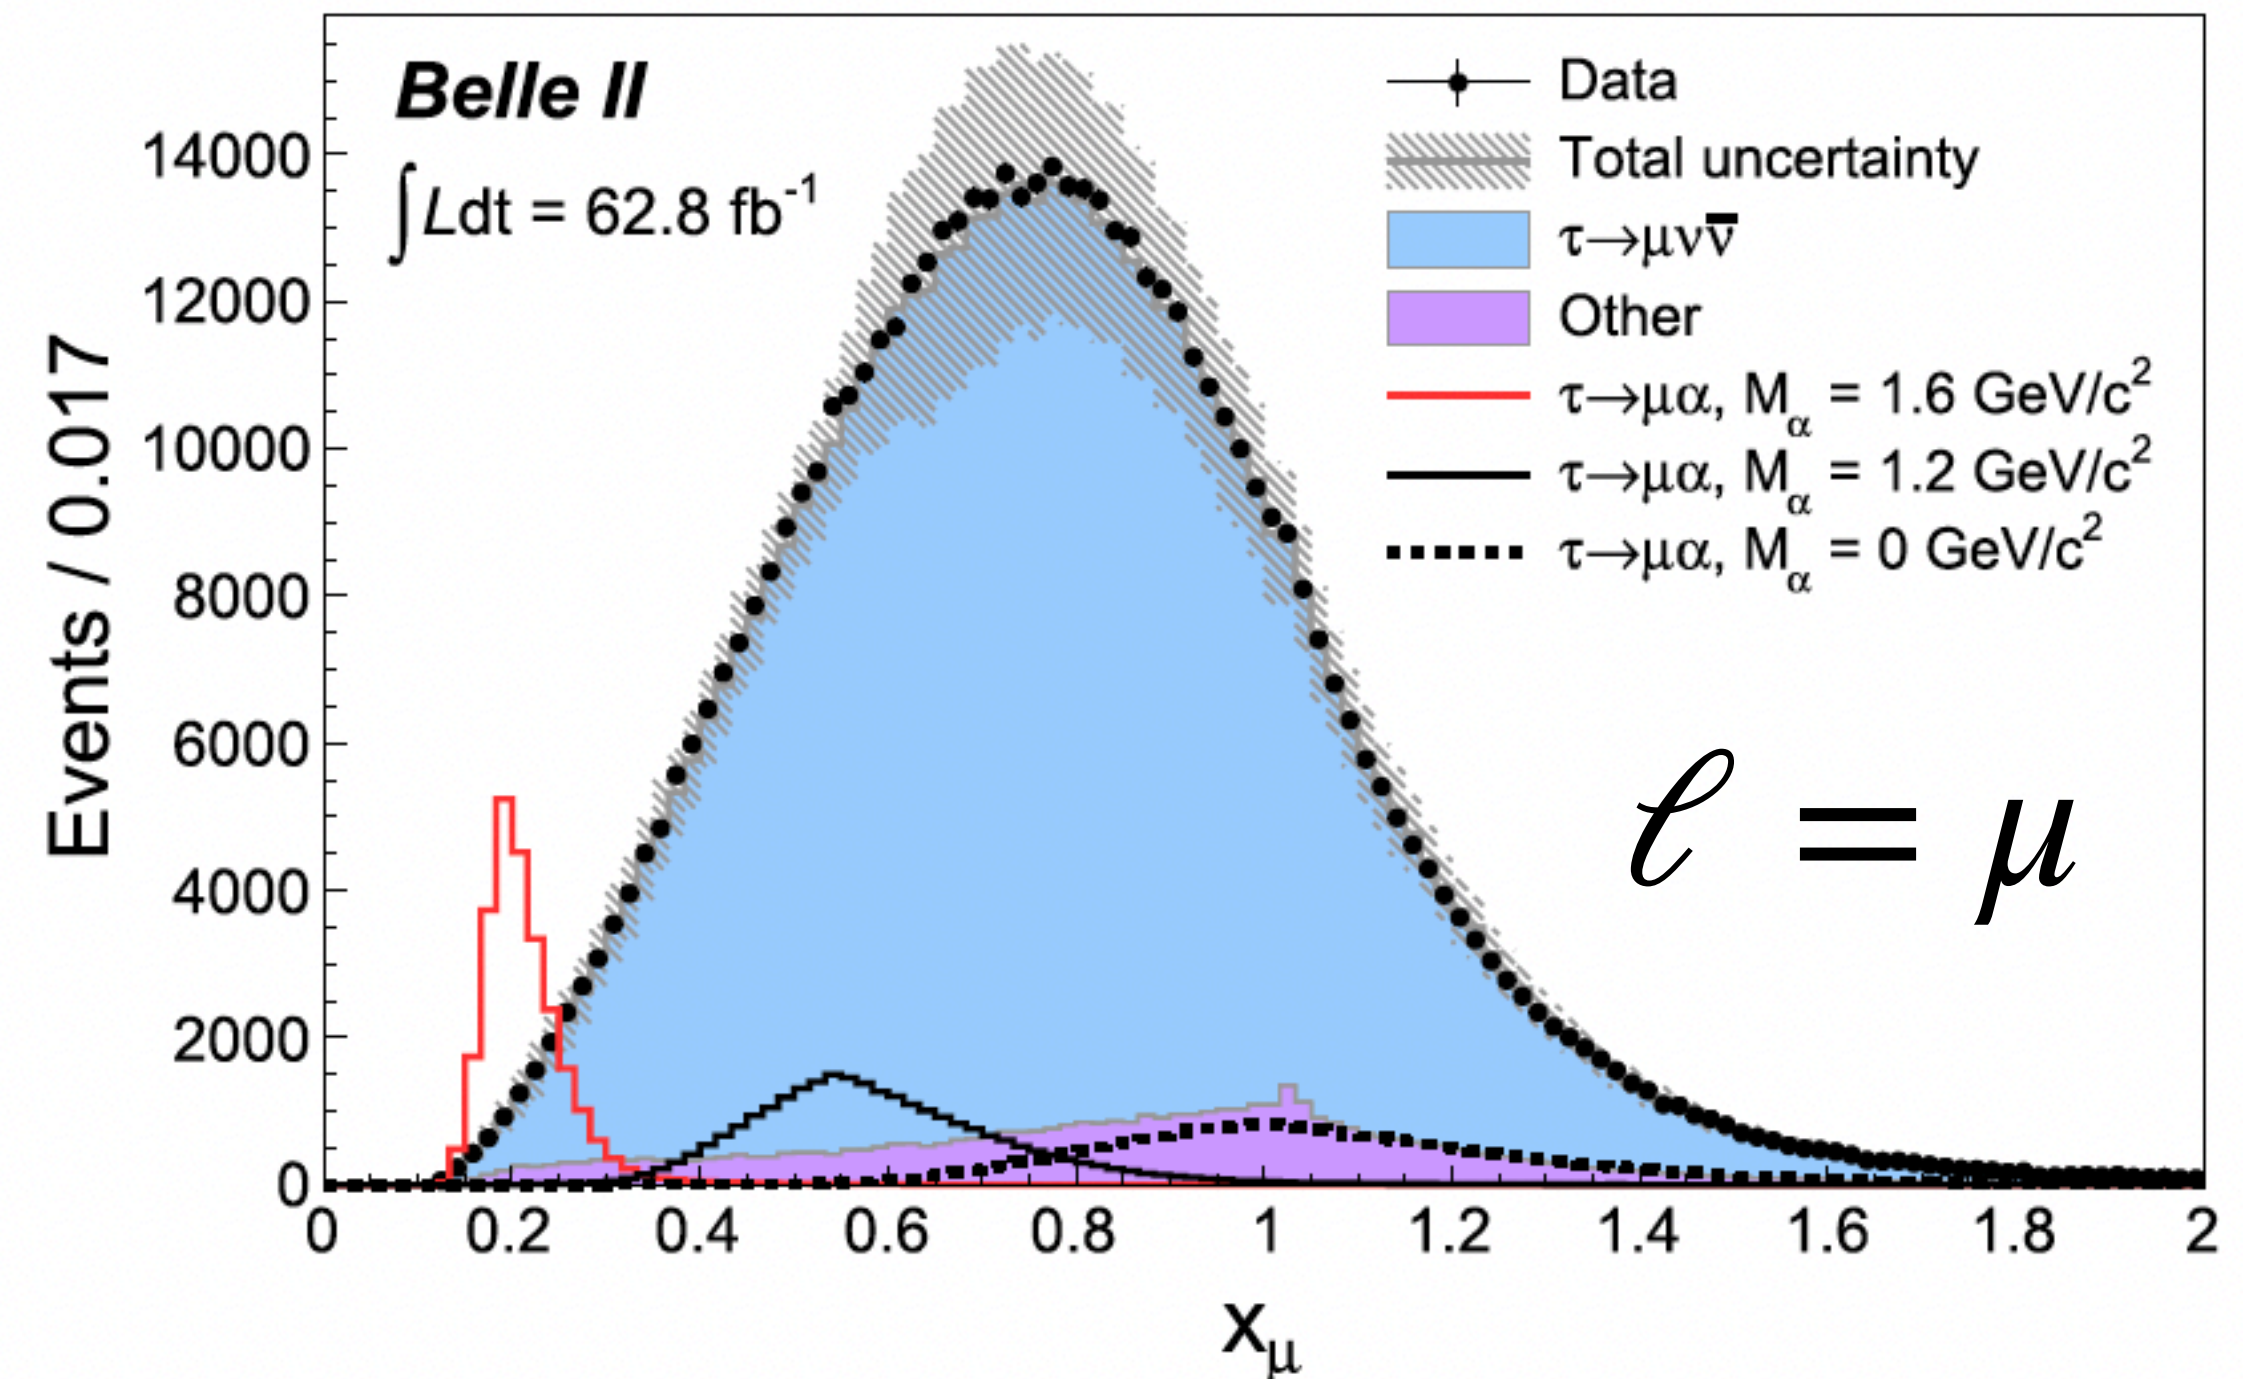 Belle II
∫Ldt = 62.8 fb⁻¹
Data
Total uncertainty
τ→μνν̅
Other
τ→μα, Mα = 1.6 GeV/c²
τ→μα, Mα = 1.2 GeV/c²
τ→μα, Mα = 0 GeV/c²
ℓ = μ
Events / 0.017
14000
12000
10000
8000
6000
4000
2000
0
0 0.2 0.4 0.6 0.8 1 1.2 1.4 1.6 1.8 2
xμ